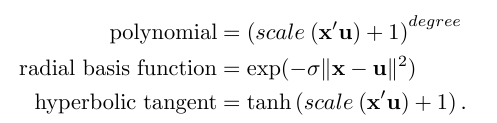 polynomial = (scale (x′u) + 1)^degree
radial basis function = exp(−σ‖x − u‖²)
hyperbolic tangent = tanh (scale (x′u) + 1) .